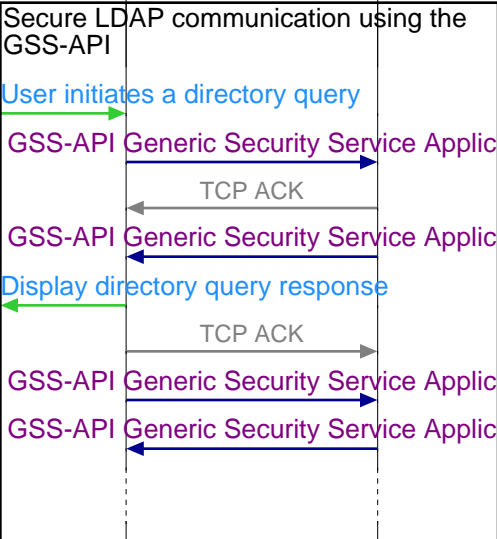 Secure LDAP communication using the
GSS-API
User initiates a directory query
GSS-API Generic Security Service Applic
TCP ACK
GSS-API Generic Security Service Applic
Display directory query response
TCP ACK
GSS-API Generic Security Service Applic
GSS-API Generic Security Service Applic